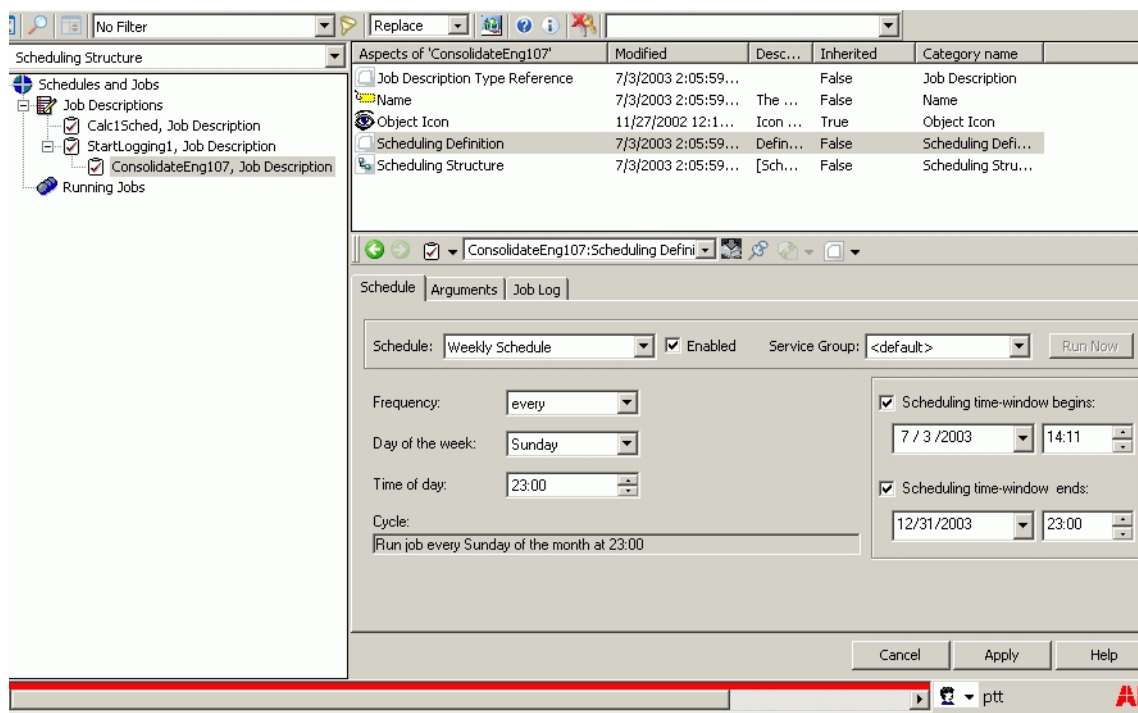 No Filter Replace
Scheduling Structure
Schedules and Jobs
Job Descriptions
Calc1Sched, Job Description
StartLogging1, Job Description
ConsolidateEng107, Job Description
Running Jobs
Aspects of 'ConsolidateEng107' Modified Desc... Inherited Category name
Job Description Type Reference 7/3/2003 2:05:59... False Job Description
Name 7/3/2003 2:05:59... The ... False Name
Object Icon 11/27/2002 12:1... Icon ... True Object Icon
Scheduling Definition 7/3/2003 2:05:59... Defin... False Scheduling Defi...
Scheduling Structure 7/3/2003 2:05:59... [Sch... False Scheduling Stru...
ConsolidateEng107:Scheduling Defini
Schedule Arguments Job Log
Schedule: Weekly Schedule Enabled Service Group: <default> Run Now
Frequency: every
Day of the week: Sunday
Time of day: 23:00
Cycle:
Run job every Sunday of the month at 23:00
Scheduling time-window begins:
7 / 3 /2003 14:11
Scheduling time-window ends:
12/31/2003 23:00
Cancel Apply Help
ptt